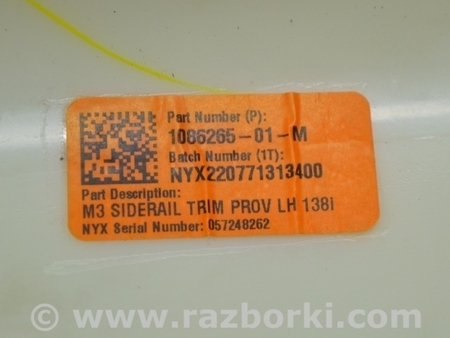 Part Number (P):
1086265-01-M
Batch Number (1T):
NYX220771313400
Part Description:
M3 SIDERAIL TRIM PROV LH 138I
NYX Serial Number: 057248262
© www.razborki.com